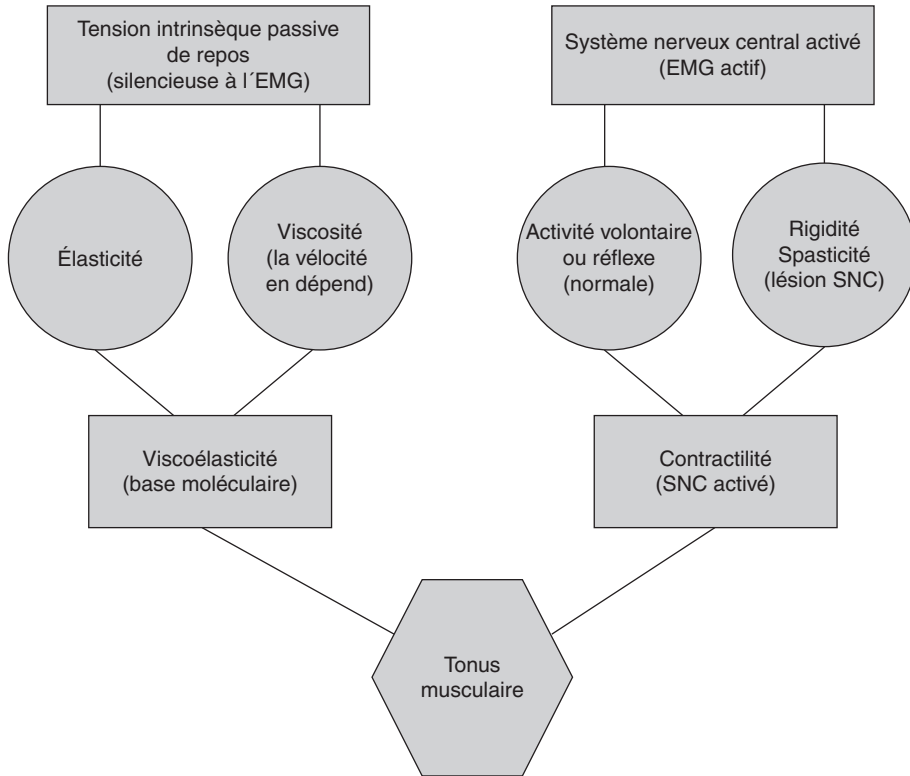 Tension intrinsèque passive
de repos
(silencieuse à l´EMG)
Système nerveux central activé
(EMG actif)
Élasticité
Viscosité
(la vélocité
en dépend)
Activité volontaire
ou réflexe
(normale)
Rigidité
Spasticité
(lésion SNC)
Viscoélasticité
(base moléculaire)
Contractilité
(SNC activé)
Tonus
musculaire